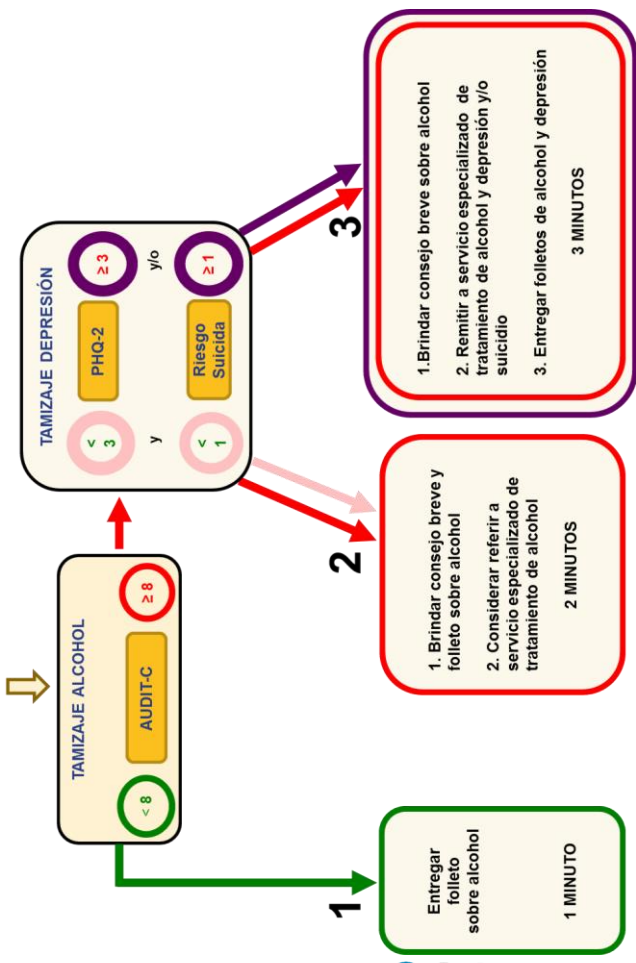 TAMIZAJE ALCOHOL
< 8
AUDIT-C
≥ 8
TAMIZAJE DEPRESIÓN
< 3
PHQ-2
≥ 3
y
y/o
< 1
Riesgo
Suicida
≥ 1
1
Entregar
folleto
sobre alcohol
1 MINUTO
2
1. Brindar consejo breve y
folleto sobre alcohol
2. Considerar referir a
servicio especializado de
tratamiento de alcohol
2 MINUTOS
3
1.Brindar consejo breve sobre alcohol
2. Remitir a servicio especializado de
tratamiento de alcohol y depresión y/o
suicidio
3. Entregar folletos de alcohol y depresión
3 MINUTOS